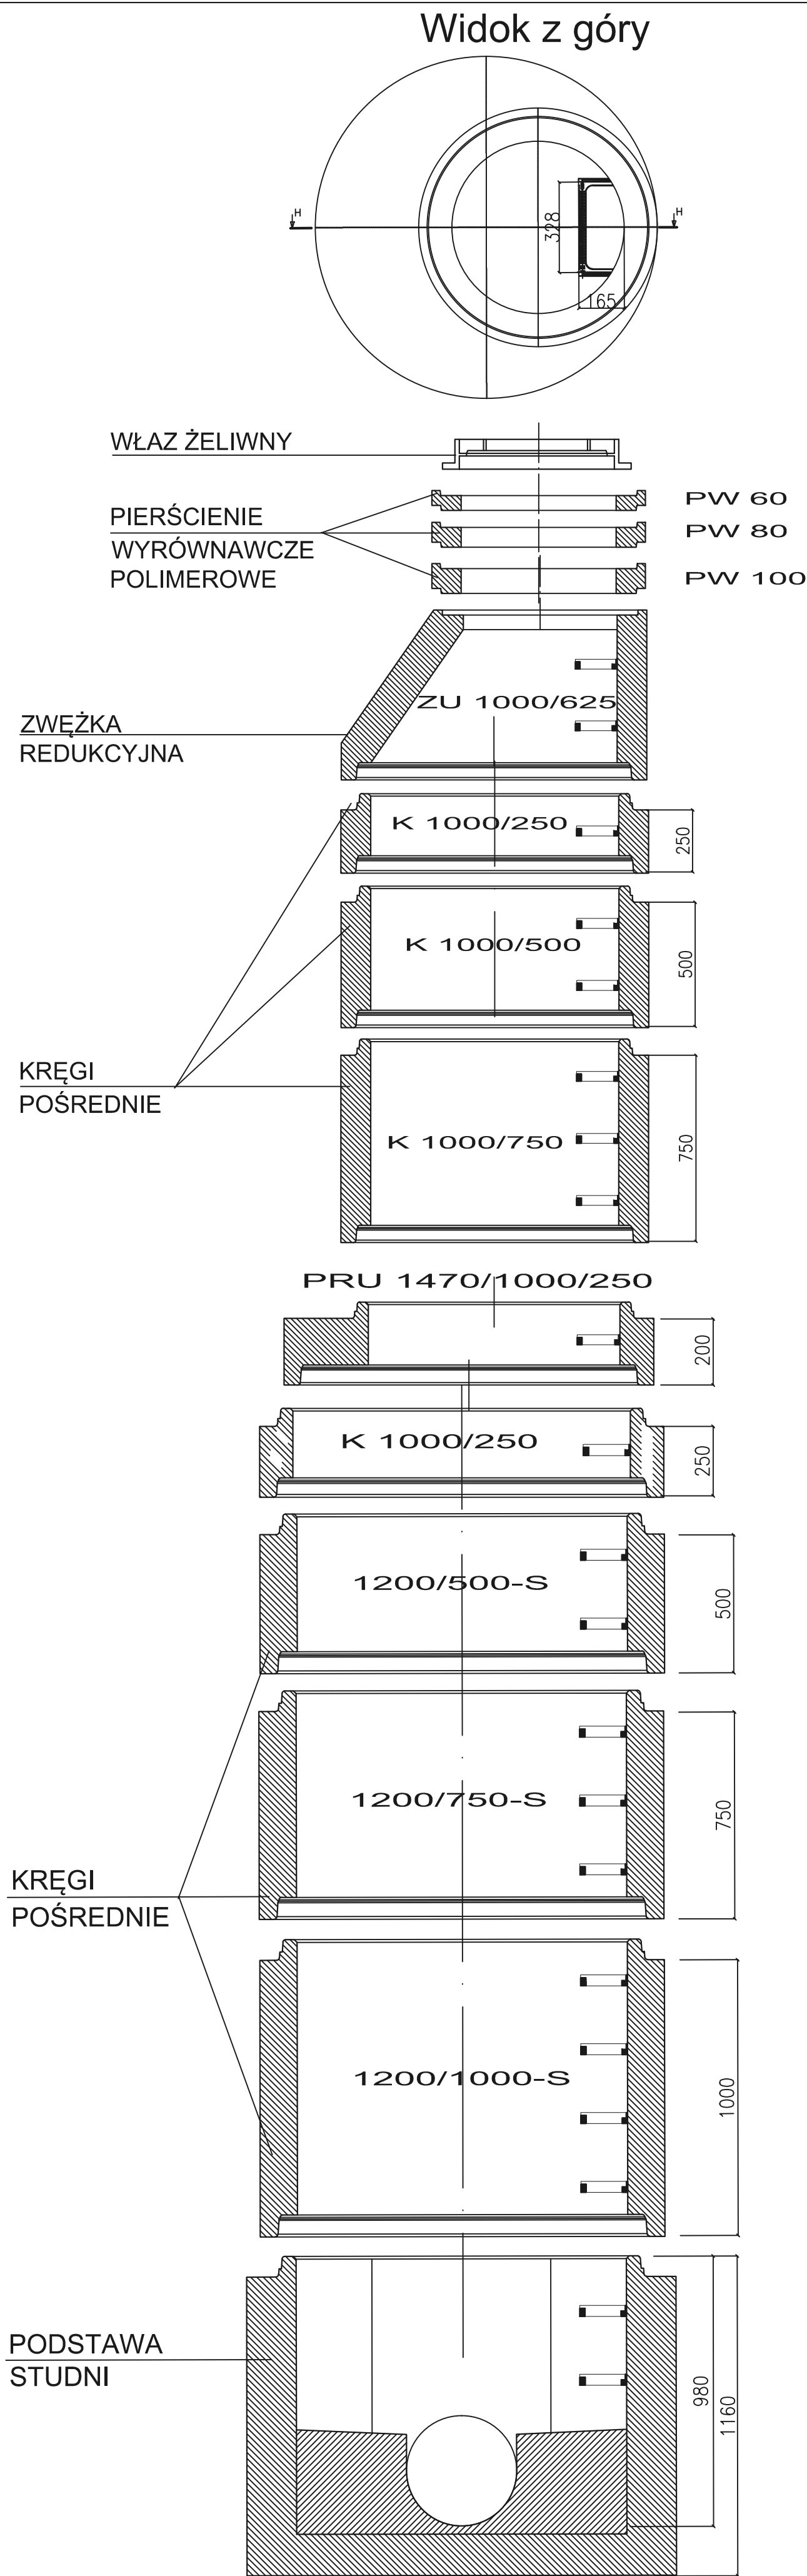 Widok z góry
H
H
328
165
WŁAZ ŻELIWNY
PIERŚCIENIE
WYRÓWNAWCZE
POLIMEROWE
PW 60
PW 80
PW 100
ZU 1000/625
ZWĘŻKA
REDUKCYJNA
K 1000/250
250
K 1000/500
500
KRĘGI
POŚREDNIE
K 1000/750
750
PRU 1470/1000/250
200
K 1000/250
250
1200/500-S
500
1200/750-S
750
KRĘGI
POŚREDNIE
1200/1000-S
1000
PODSTAWA
STUDNI
980
1160